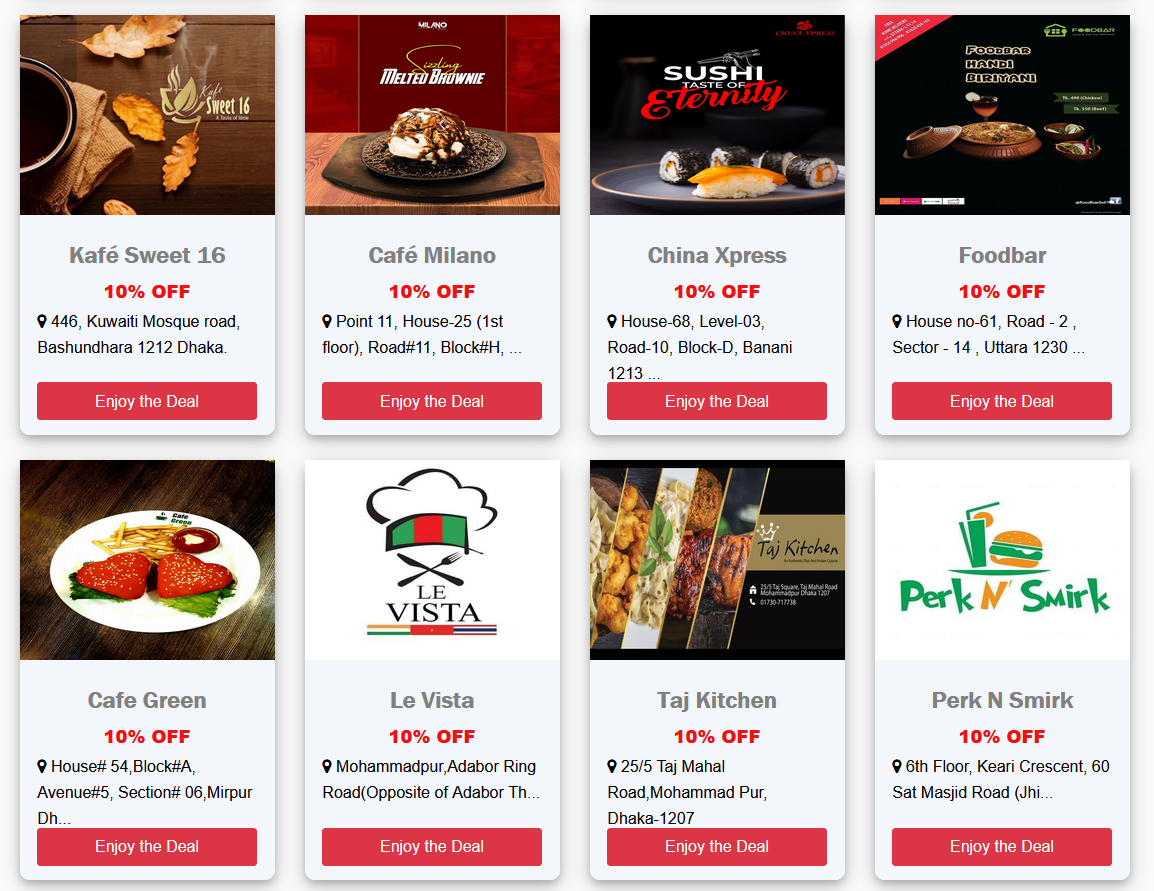 Kafé
Sweet 16
A Taste of time
MILANO
Sizzling
MELTED BROWNIE
CHINA XPRESS
SUSHI
TASTE OF
Eternity
FOODBAR
FOODBAR
HANDI
BIRIYANI
Tk. 490 (Chicken)
Tk. 550 (Beef)
Kafé Sweet 16
10% OFF
446, Kuwaiti Mosque road,
Bashundhara 1212 Dhaka.
Enjoy the Deal
Café Milano
10% OFF
Point 11, House-25 (1st
floor), Road#11, Block#H, ...
Enjoy the Deal
China Xpress
10% OFF
House-68, Level-03,
Road-10, Block-D, Banani
1213 ...
Enjoy the Deal
Foodbar
10% OFF
House no-61, Road - 2 ,
Sector - 14 , Uttara 1230 ...
Enjoy the Deal
Cafe
Green
LE
VISTA
Taj Kitchen
An Authentic Thai And Indian Cuisine
25/5 Taj Square, Taj Mahal Road
Mohammadpur Dhaka 1207
01730-717738
Perk N' Smirk
Cafe Green
10% OFF
House# 54,Block#A,
Avenue#5, Section# 06,Mirpur
Dh...
Enjoy the Deal
Le Vista
10% OFF
Mohammadpur,Adabor Ring
Road(Opposite of Adabor Th...
Enjoy the Deal
Taj Kitchen
10% OFF
25/5 Taj Mahal
Road,Mohammad Pur,
Dhaka-1207
Enjoy the Deal
Perk N Smirk
10% OFF
6th Floor, Keari Crescent, 60
Sat Masjid Road (Jhi...
Enjoy the Deal